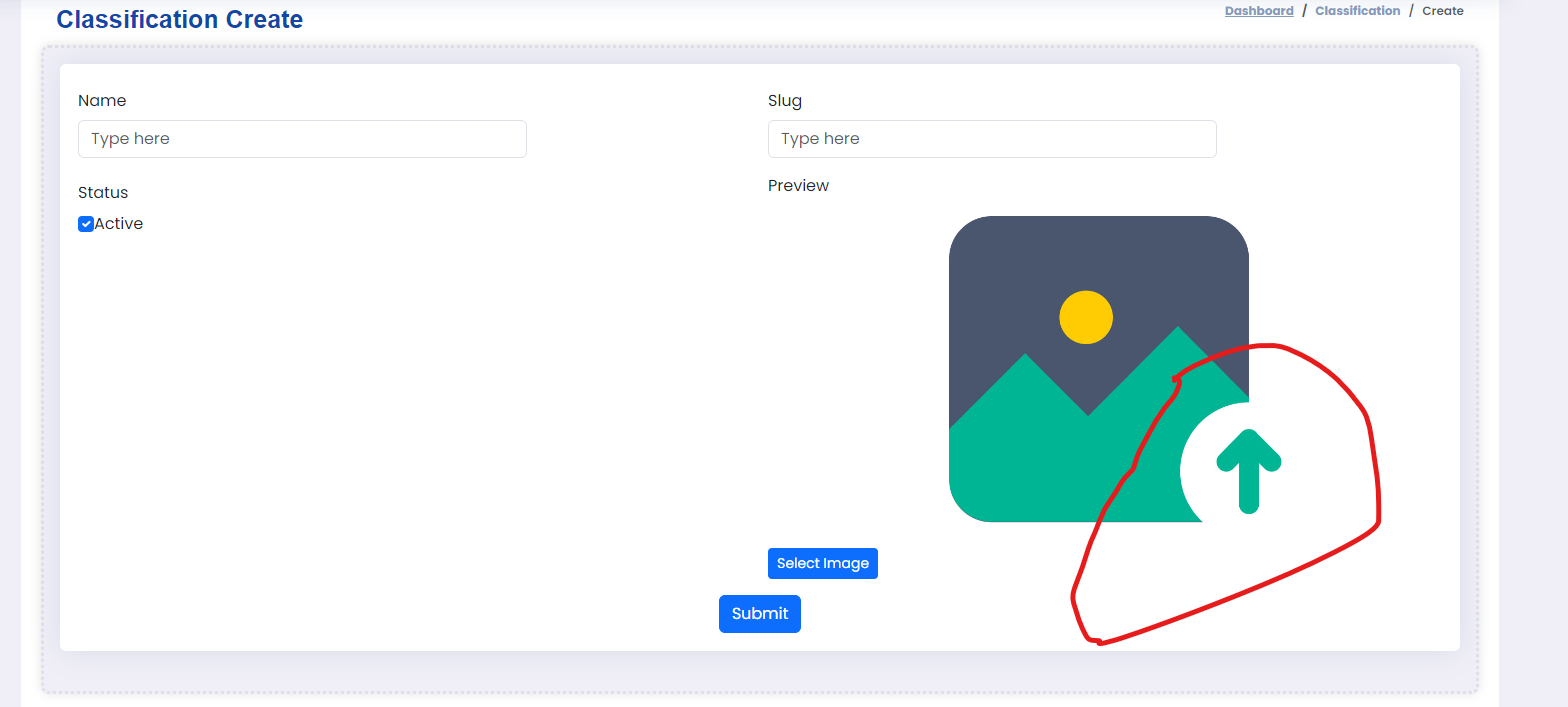 Classification Create
Dashboard / Classification / Create
Name
Type here
Slug
Type here
Status
Active
Preview
Select Image
Submit